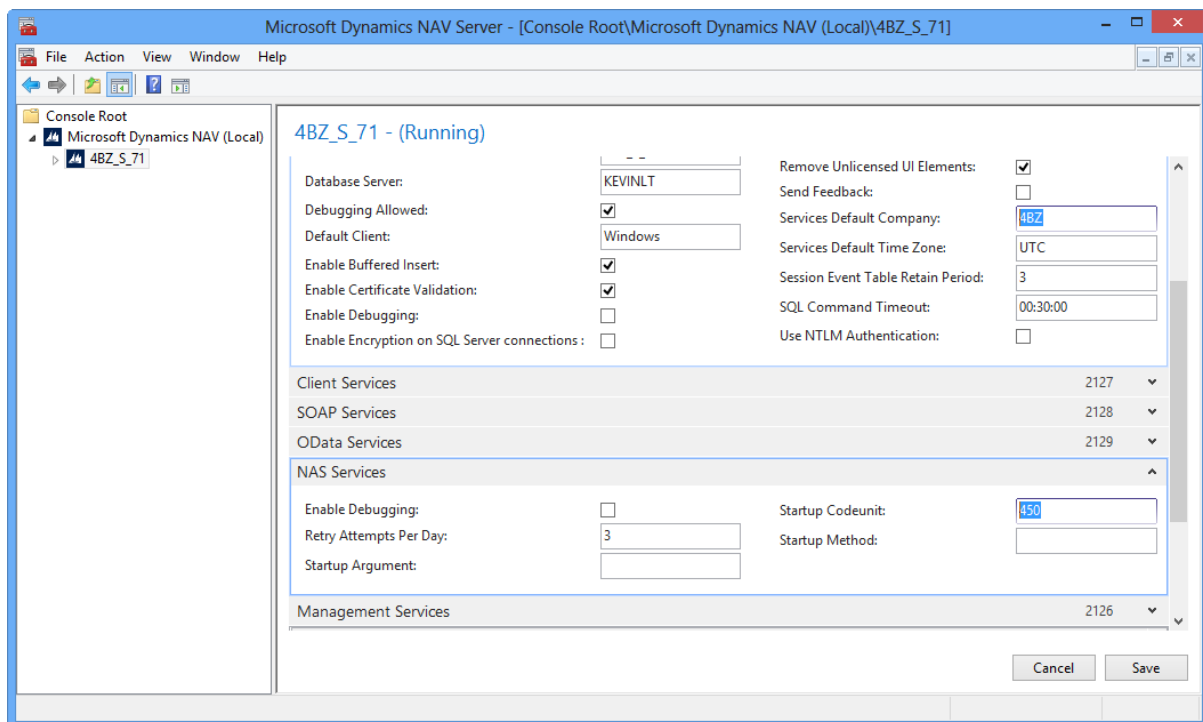 Microsoft Dynamics NAV Server - [Console Root\Microsoft Dynamics NAV (Local)\4BZ_S_71]
File Action View Window Help
Console Root
Microsoft Dynamics NAV (Local)
4BZ_S_71
4BZ_S_71 - (Running)
Database Server: KEVINLT
Debugging Allowed:
Default Client: Windows
Enable Buffered Insert:
Enable Certificate Validation:
Enable Debugging:
Enable Encryption on SQL Server connections :
Remove Unlicensed UI Elements:
Send Feedback:
Services Default Company: 4BZ
Services Default Time Zone: UTC
Session Event Table Retain Period: 3
SQL Command Timeout: 00:30:00
Use NTLM Authentication:
Client Services 2127
SOAP Services 2128
OData Services 2129
NAS Services
Enable Debugging:
Retry Attempts Per Day: 3
Startup Argument:
Startup Codeunit: 450
Startup Method:
Management Services 2126
Cancel Save